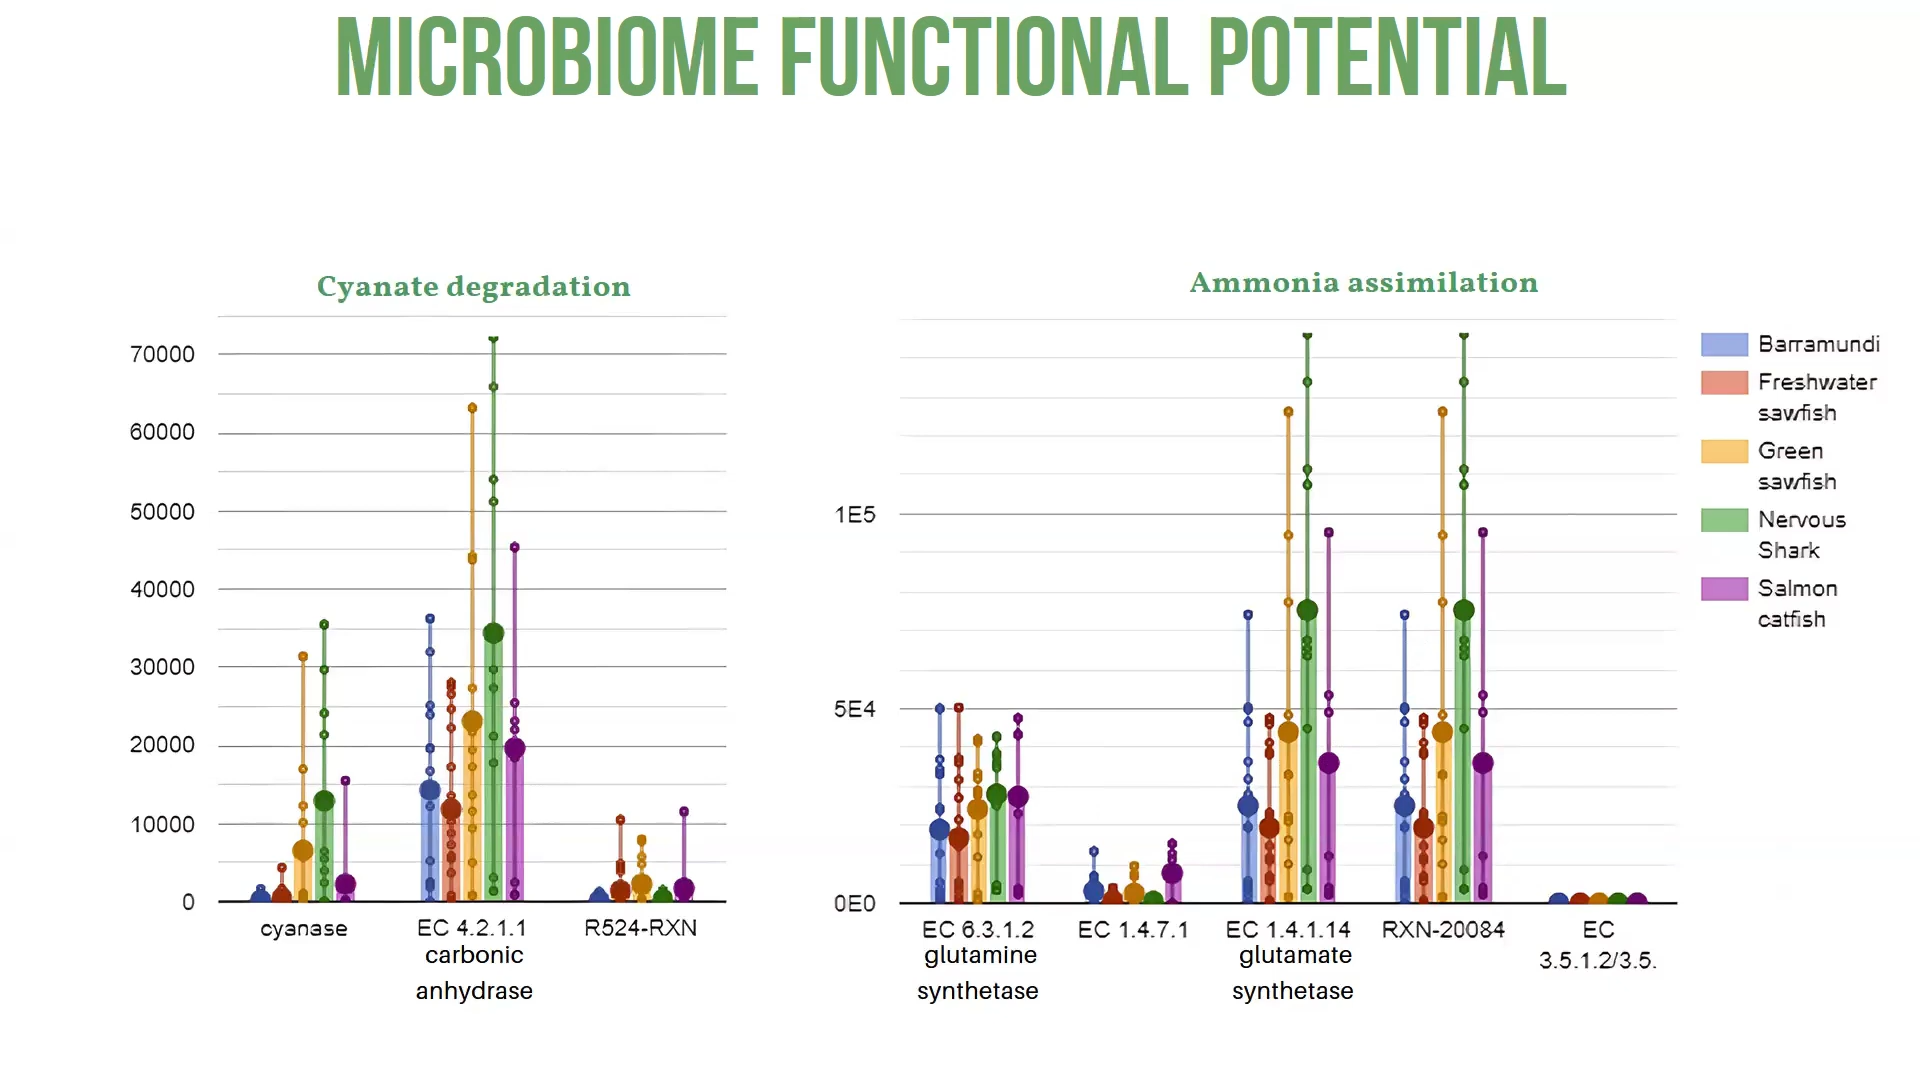 MICROBIOME FUNCTIONAL POTENTIAL
Cyanate degradation
70000
60000
50000
40000
30000
20000
10000
0
cyanase
EC 4.2.1.1
R524-RXN
carbonic
anhydrase
Ammonia assimilation
1E5
5E4
0E0
EC 6.3.1.2
EC 1.4.7.1
EC 1.4.1.14
RXN-20084
EC
3.5.1.2/3.5.
glutamine
synthetase
glutamate
synthetase
Barramundi
Freshwater
sawfish
Green
sawfish
Nervous
Shark
Salmon
catfish